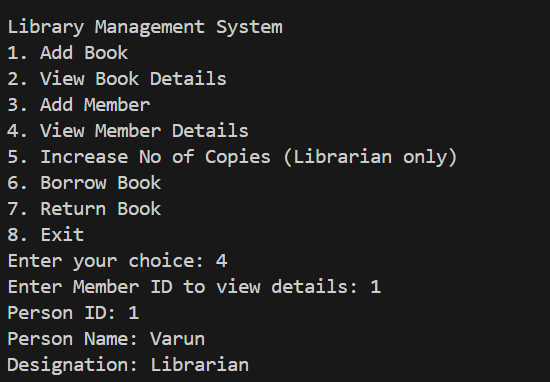 Library Management System
1. Add Book
2. View Book Details
3. Add Member
4. View Member Details
5. Increase No of Copies (Librarian only)
6. Borrow Book
7. Return Book
8. Exit
Enter your choice: 4
Enter Member ID to view details: 1
Person ID: 1
Person Name: Varun
Designation: Librarian